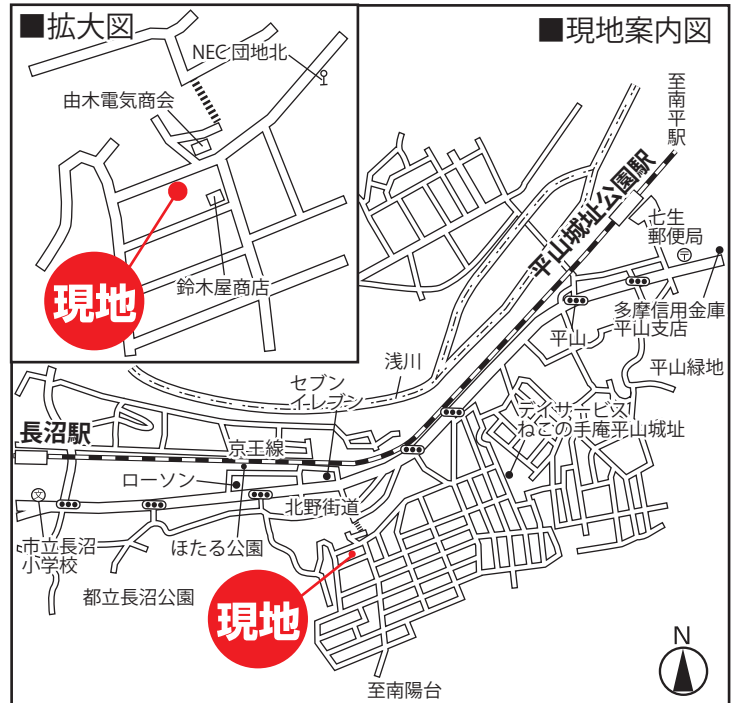 ■拡大図
NEC 団地北
由木電気商会
鈴木屋商店
現地
■現地案内図
至南平駅
平山城址公園駅
七生
郵便局
多摩信用金庫
平山支店
平山
平山緑地
浅川
セブン
イレブン
デイサービス
ねこの手庵平山城址
長沼駅
京王線
ローソン
北野街道
文
市立長沼
小学校
ほたる公園
都立長沼公園
現地
至南陽台
N